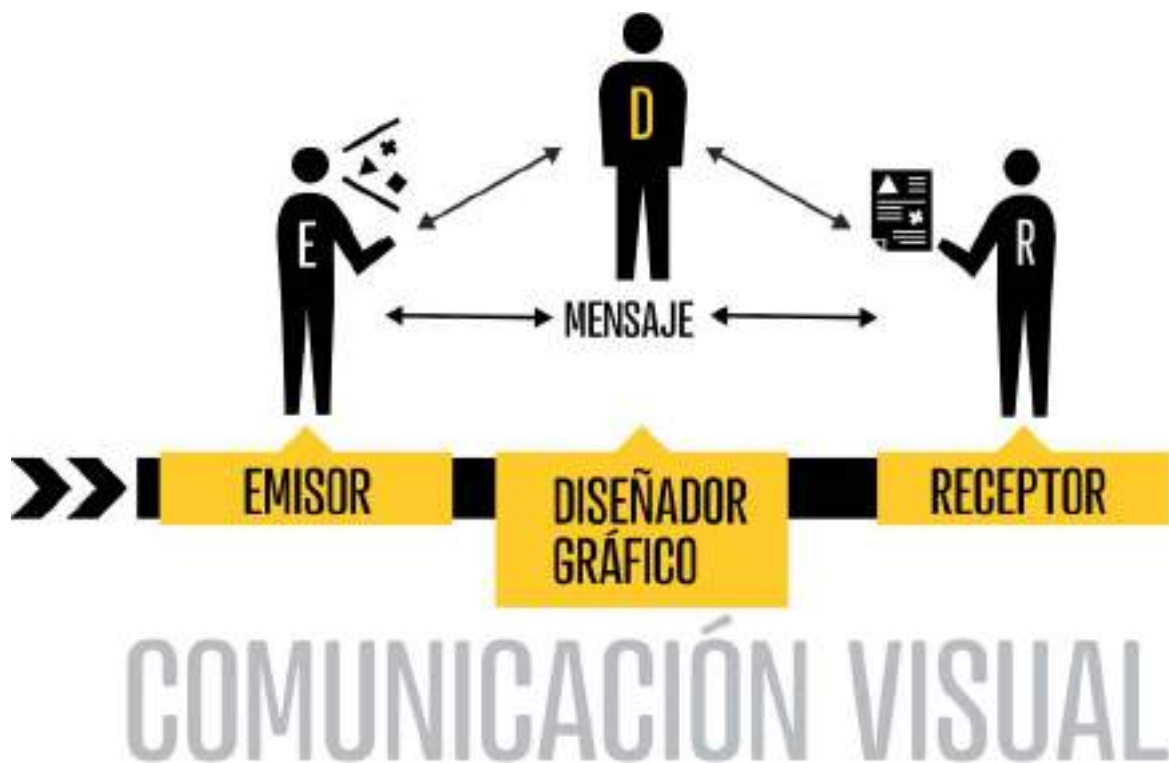 D
E
R
MENSAJE
EMISOR
DISEÑADOR
GRÁFICO
RECEPTOR
COMUNICACIÓN VISUAL